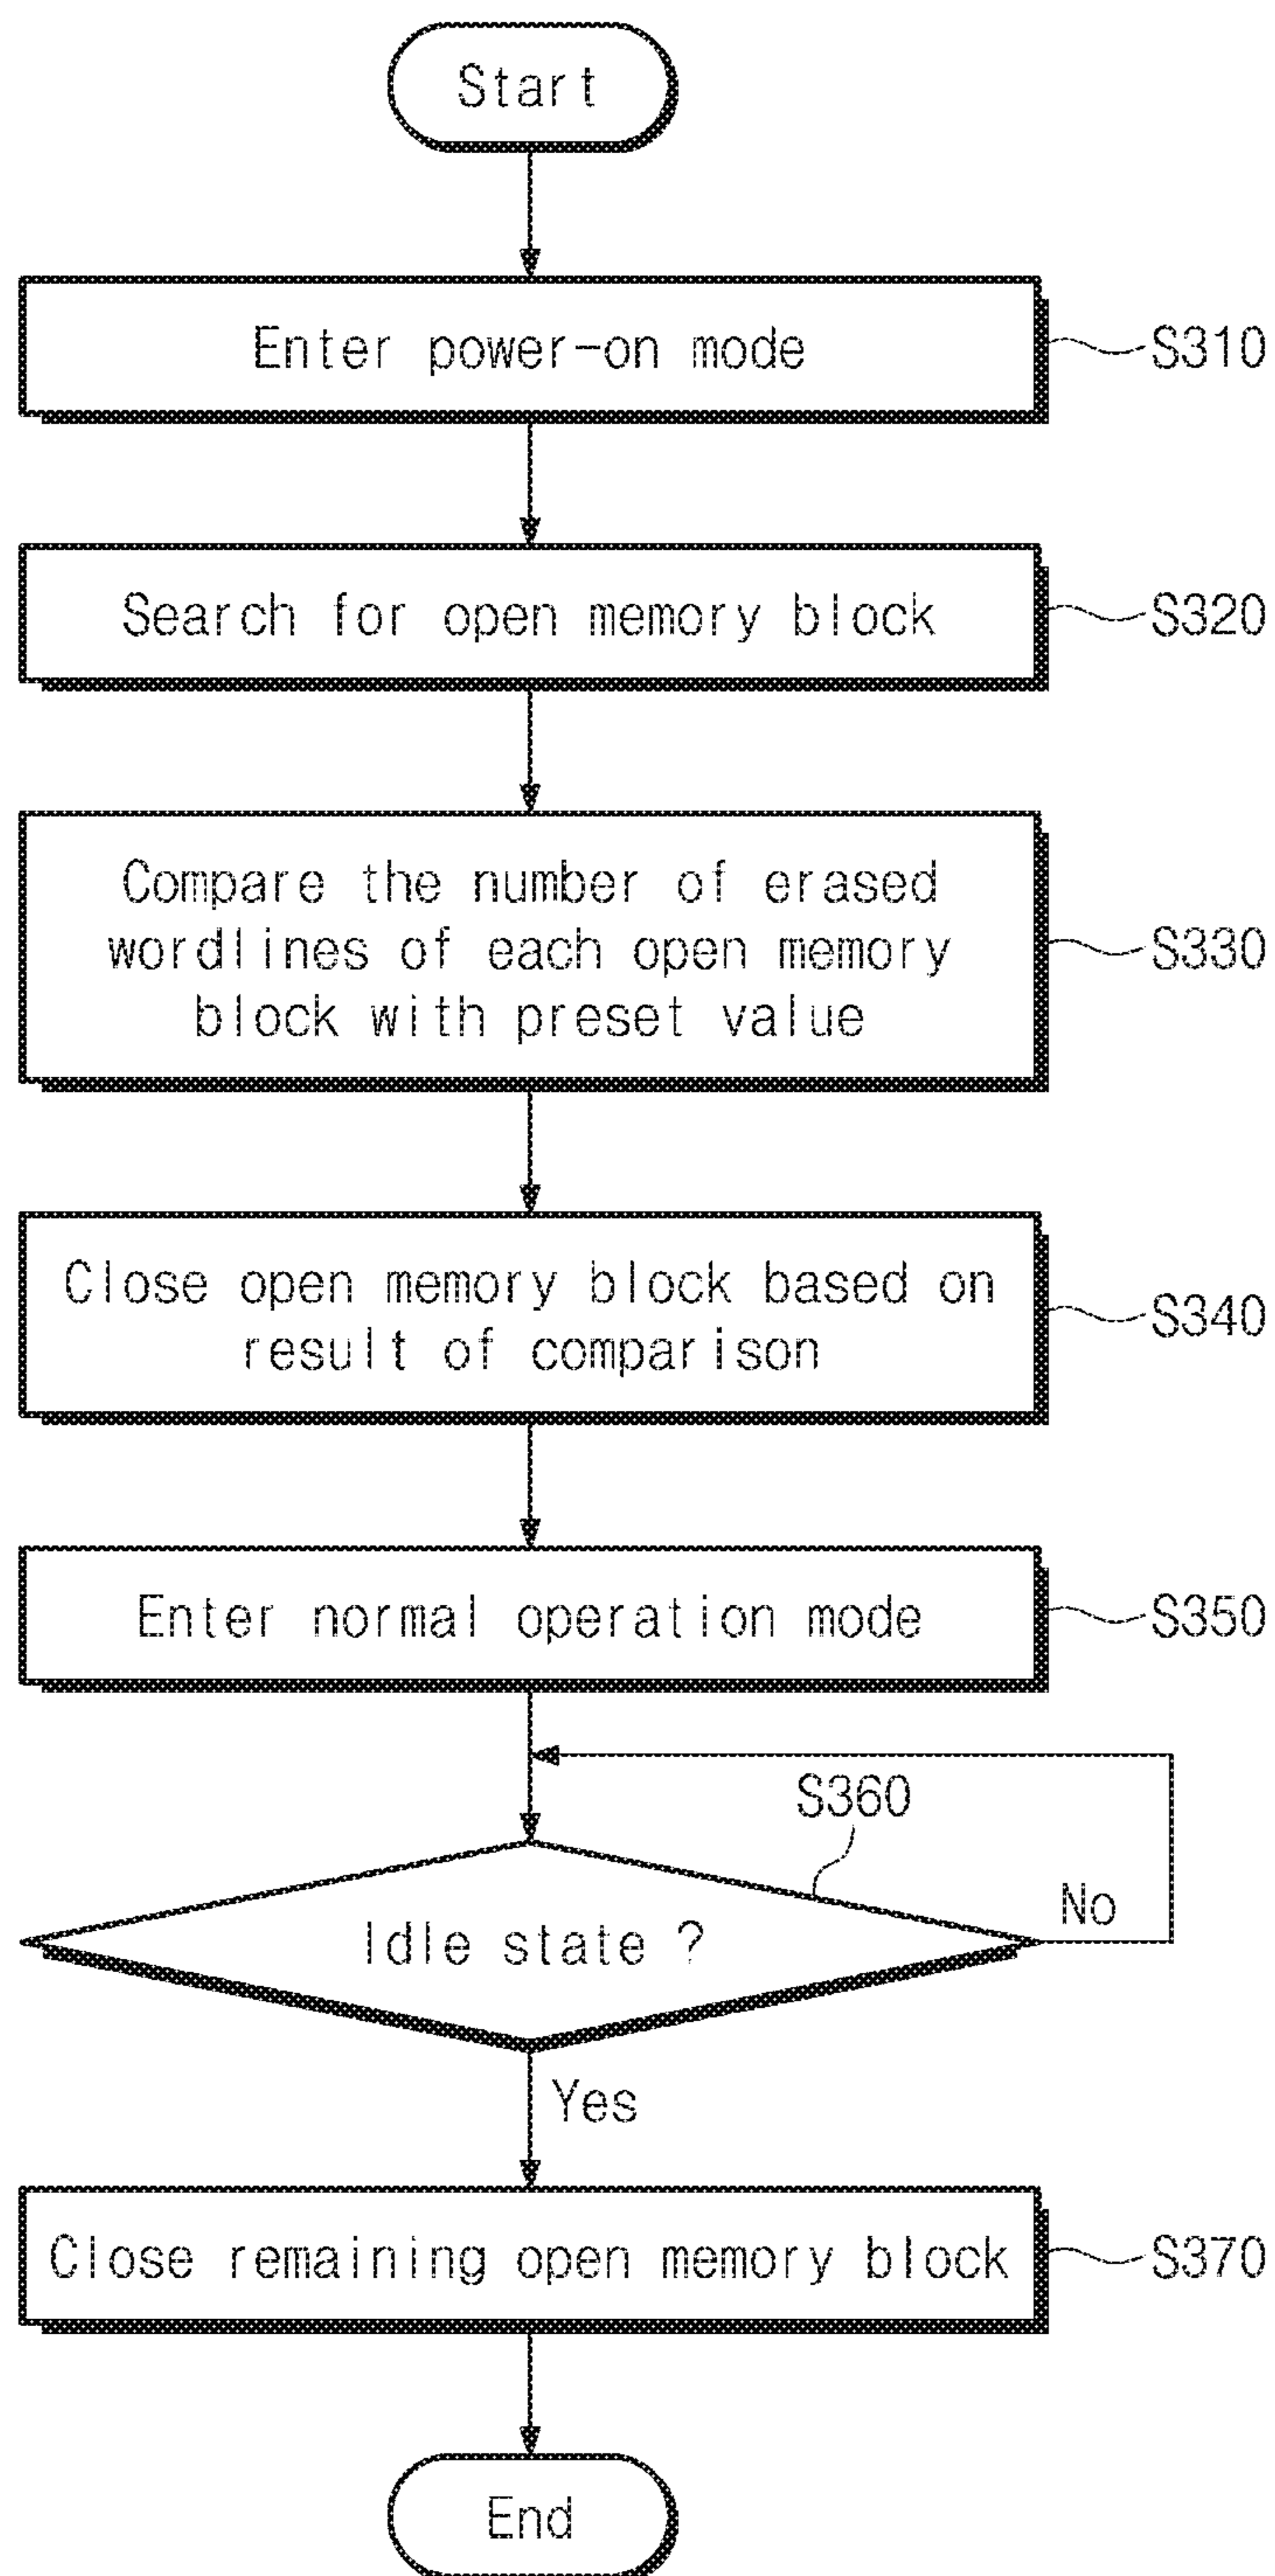 Start
Enter power-on mode
S310
Search for open memory block
S320
Compare the number of erased
wordlines of each open memory
block with preset value
S330
Close open memory block based on
result of comparison
S340
Enter normal operation mode
S350
S360
Idle state ?
No
Yes
Close remaining open memory block
S370
End